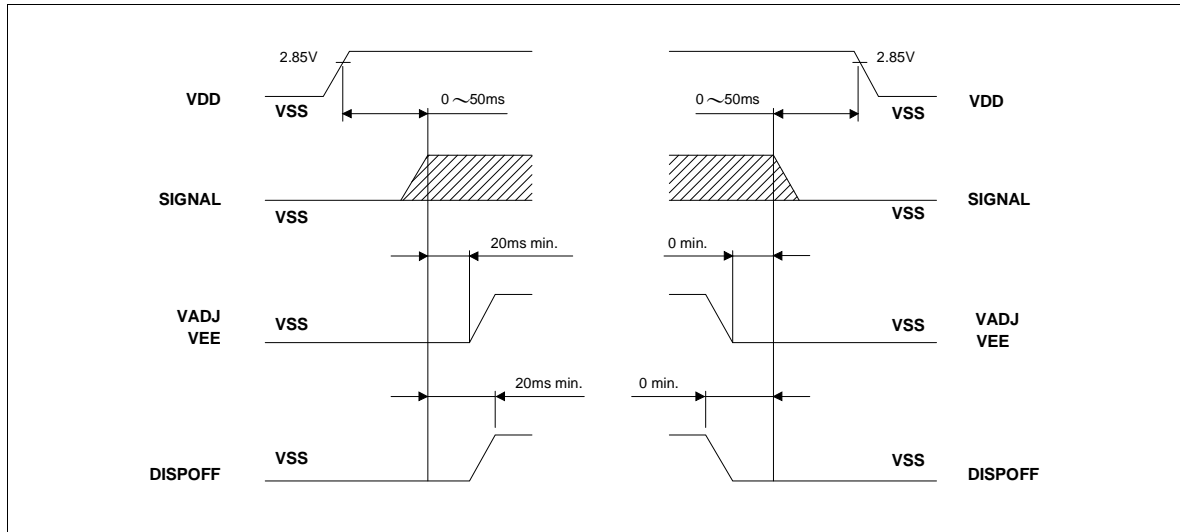 2.85V 2.85V
VDD VSS 0 ~50ms 0 ~50ms VSS VDD
SIGNAL VSS VSS SIGNAL
20ms min. 0 min.
VADJ VSS VSS VADJ
VEE VEE
20ms min. 0 min.
DISPOFF VSS VSS DISPOFF